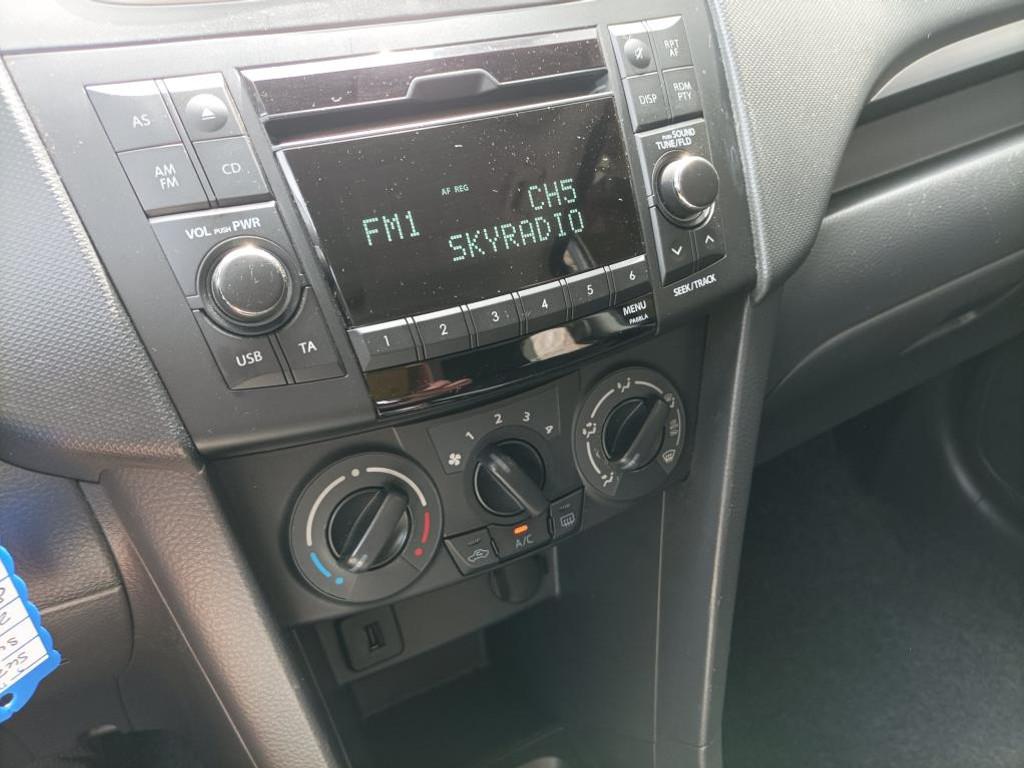 AS
AM
FM
CD
VOL PUSH PWR
USB
TA
AF REG
FM1
CH5
SKYRADIO
1
2
3
4
5
6
MENU
RPT
AF
DISP
RDM
PTY
PUSH SOUND
TUNE/FLD
SEEK/TRACK
1
2
3
4
A/C